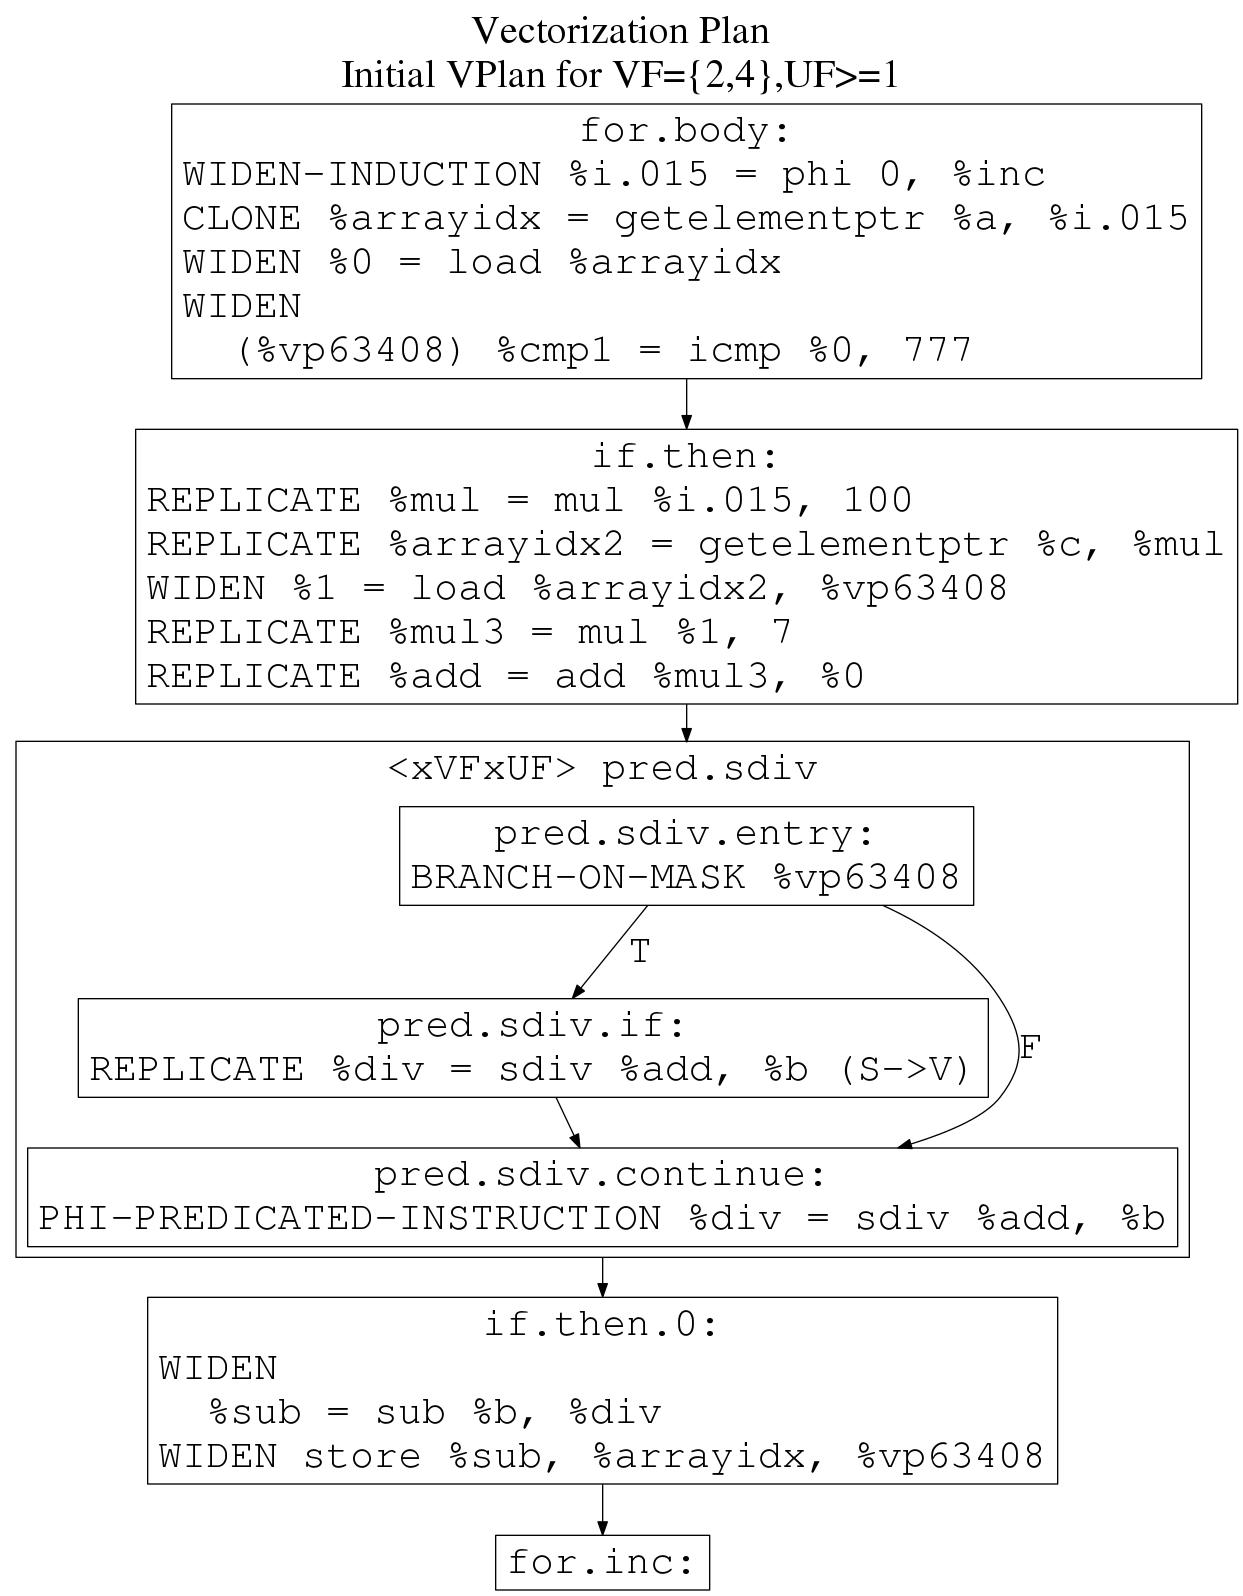 Vectorization Plan
Initial VPlan for VF={2,4},UF>=1
for.body:
WIDEN-INDUCTION %i.015 = phi 0, %inc
CLONE %arrayidx = getelementptr %a, %i.015
WIDEN %0 = load %arrayidx
WIDEN
  (%vp63408) %cmp1 = icmp %0, 777
if.then:
REPLICATE %mul = mul %i.015, 100
REPLICATE %arrayidx2 = getelementptr %c, %mul
WIDEN %1 = load %arrayidx2, %vp63408
REPLICATE %mul3 = mul %1, 7
REPLICATE %add = add %mul3, %0
<xVFxUF> pred.sdiv
pred.sdiv.entry:
BRANCH-ON-MASK %vp63408
T
pred.sdiv.if:
REPLICATE %div = sdiv %add, %b (S->V)
F
pred.sdiv.continue:
PHI-PREDICATED-INSTRUCTION %div = sdiv %add, %b
if.then.0:
WIDEN
  %sub = sub %b, %div
WIDEN store %sub, %arrayidx, %vp63408
for.inc: